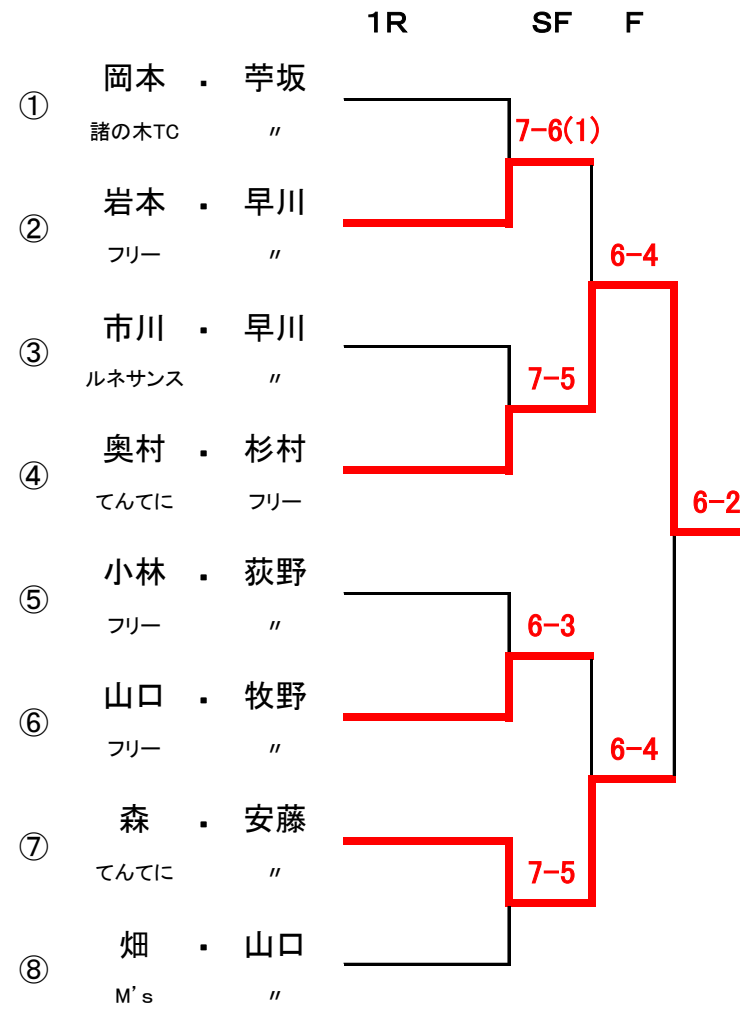 1R SF F
岡本 ・ 苧坂
①
諸の木TC 〃
7-6(1)
岩本 ・ 早川
②
フリー 〃
6-4
市川 ・ 早川
③
ルネサンス 〃
7-5
奥村 ・ 杉村
④
てんてに フリー
6-2
小林 ・ 荻野
⑤
フリー 〃
6-3
山口 ・ 牧野
⑥
フリー 〃
6-4
森 ・ 安藤
⑦
てんてに 〃
7-5
畑 ・ 山口
⑧
M's 〃